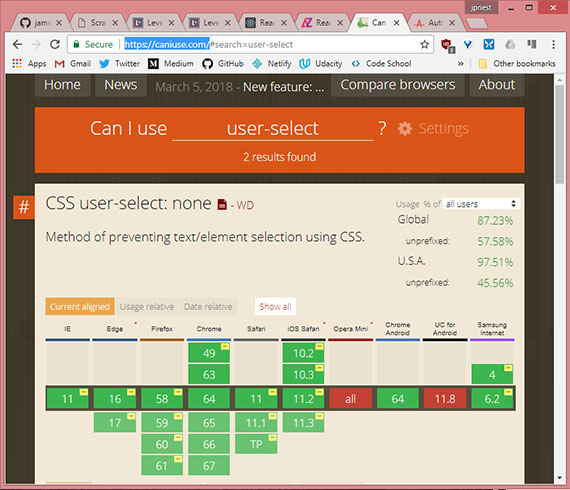 jpriest
jam
Scra
Leve
Leve
Reac
Reac
Can
Auto
Secure
https://caniuse.com/#search=user-select
Apps Gmail Twitter Medium GitHub Netlify Udacity Code School » Other bookmarks
Home News March 5, 2018 - New feature: ... Compare browsers About
Can I use user-select ? Settings
2 results found
# CSS user-select: none - WD
Usage % of all users
Global 87.23%
unprefixed: 57.58%
U.S.A. 97.51%
unprefixed: 45.56%
Method of preventing text/element selection using CSS.
Current aligned Usage relative Date relative Show all
IE Edge * Firefox Chrome Safari iOS Safari * Opera Mini * Chrome Android UC for Android Samsung Internet
49 10.2
63 10.3 4
11 16 58 64 11 11.2 all 64 11.8 6.2
17 59 65 11.1 11.3
60 66 TP
61 67